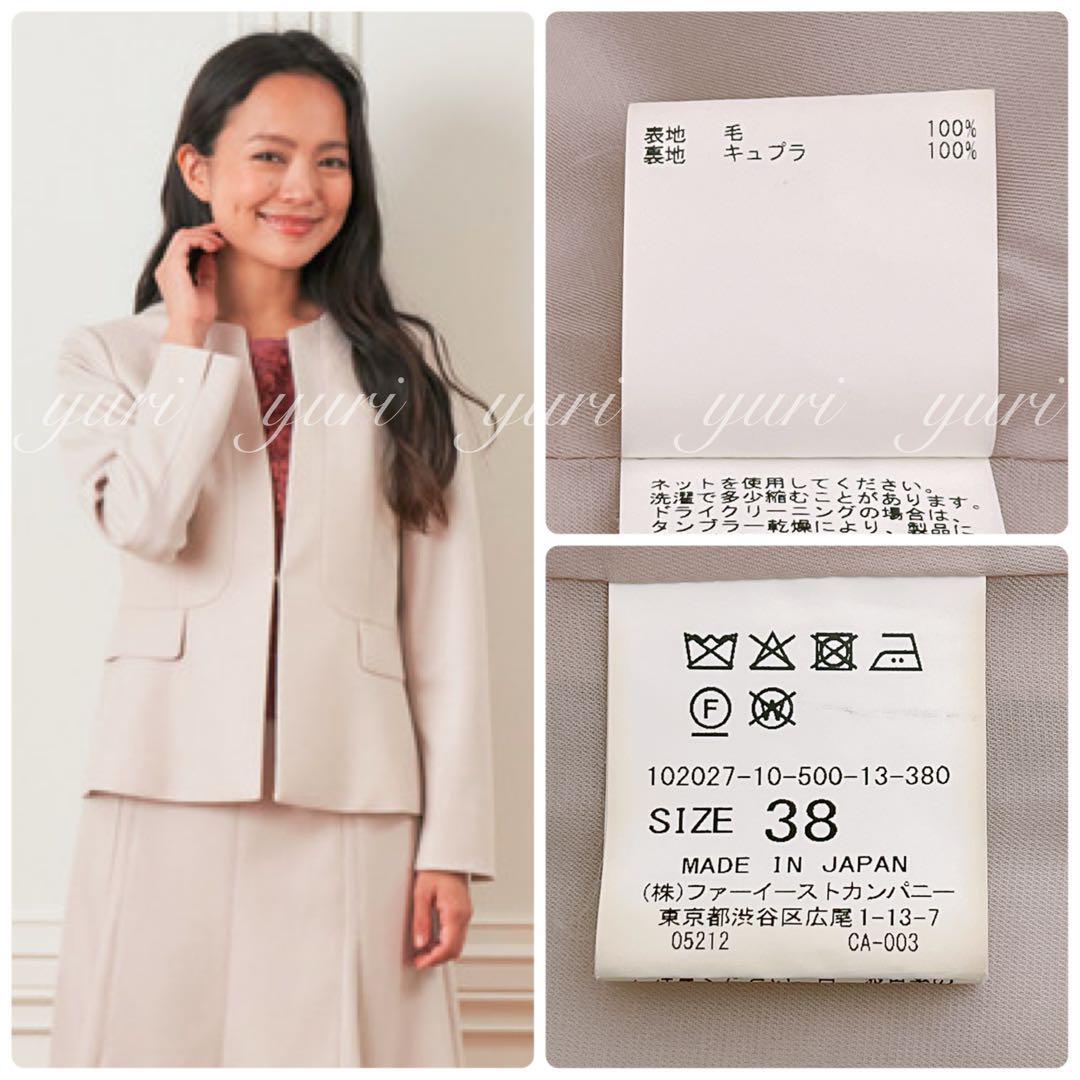 表地 毛 100%
裏地 キュプラ 100%
yuri yuri yuri yuri yuri
ネットを使用してください。
洗濯で多少縮むことがあります。
ドライクリーニングの場合は、
タンブラー乾燥により、製品に
F W
102027-10-500-13-380
SIZE 38
MADE IN JAPAN
(株)ファーイーストカンパニー
東京都渋谷区広尾1-13-7
05212 CA-003